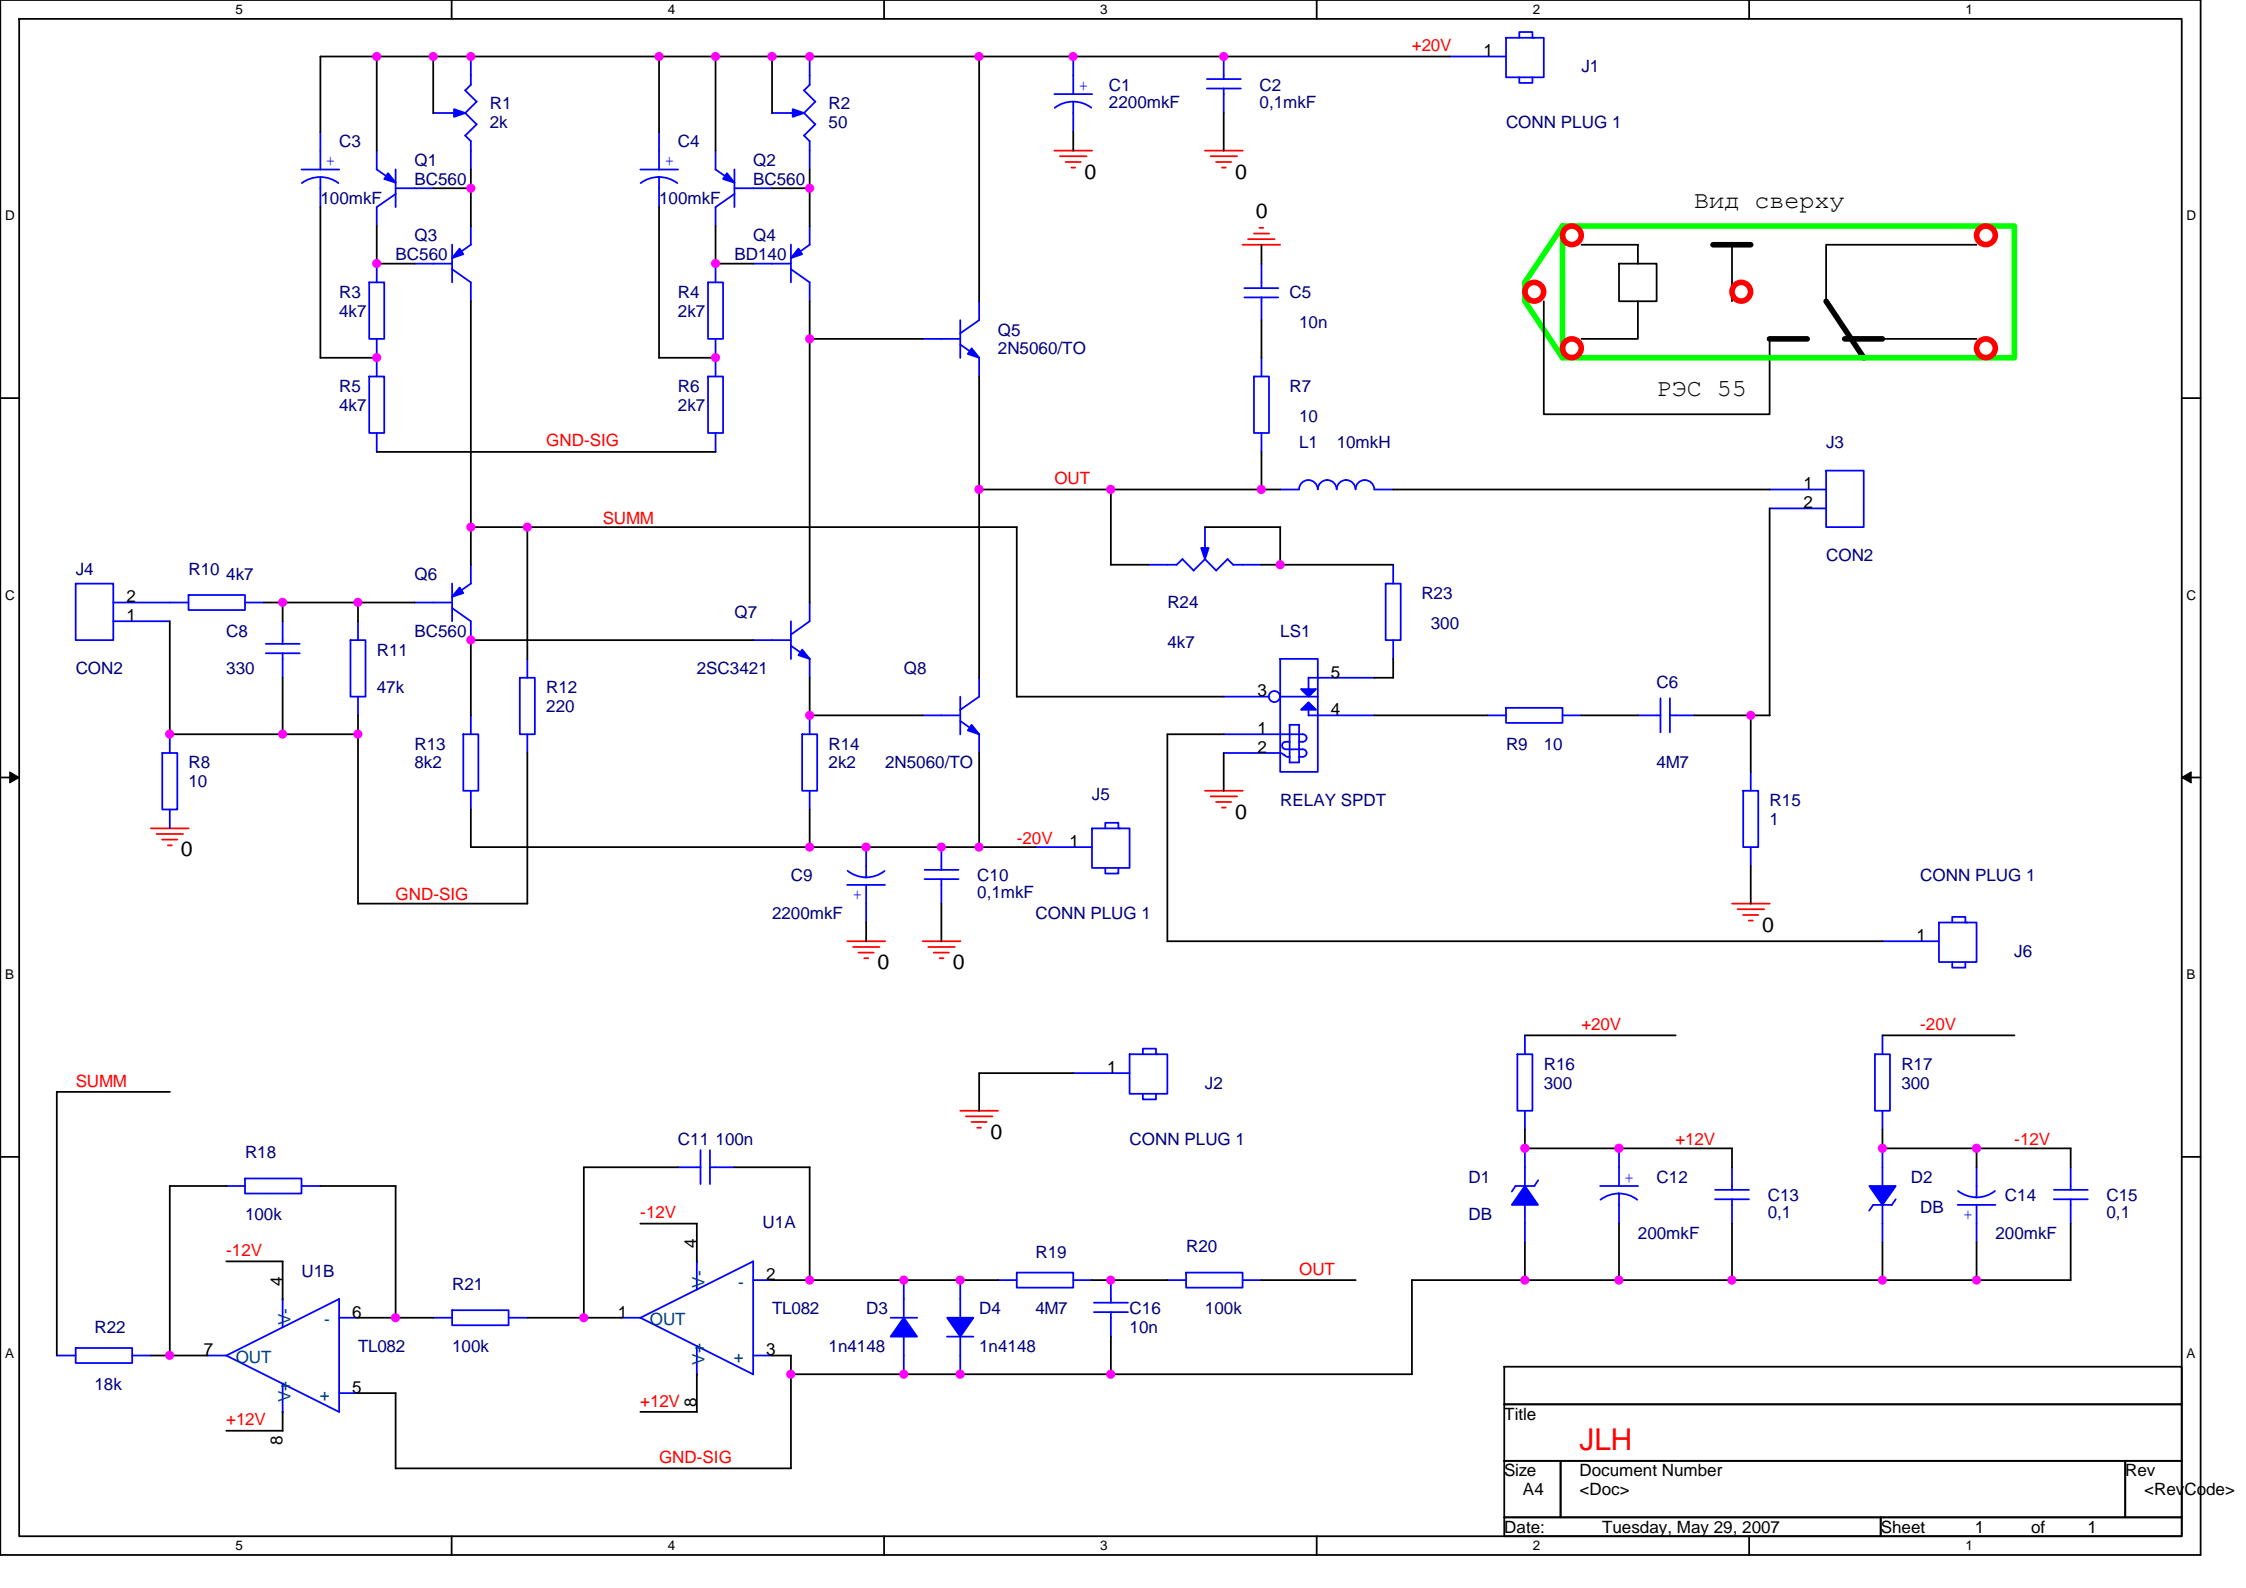 5 4 3 2 1
+20V
1
J1
CONN PLUG 1
R1
2k
R2
50
C1
2200mkF
+
0
C2
0,1mkF
0
C3
+
100mkF
Q1
BC560
C4
+
100mkF
Q2
BC560
D
D
Q3
BC560
Q4
BD140
R3
4k7
R4
2k7
R5
4k7
R6
2k7
GND-SIG
Q5
2N5060/TO
0
C5
10n
R7
10
L1 10mkH
Вид сверху
РЭС 55
J3
1
2
CON2
OUT
SUMM
J4
2
1
CON2
R10 4k7
C8
330
R11
47k
Q6
BC560
R12
220
Q7
2SC3421
Q8
2N5060/TO
R24
4k7
R23
300
LS1
3
5
4
1
2
RELAY SPDT
0
R9 10
C6
4M7
R15
1
0
C
C
R8
10
0
R13
8k2
R14
2k2
J5
-20V
1
CONN PLUG 1
C9
2200mkF
+
0
C10
0,1mkF
0
GND-SIG
CONN PLUG 1
1
J6
B
B
SUMM
R18
100k
-12V
4
U1B
V-
OUT
V+
-
+
6
5
7
TL082
+12V
8
R22
18k
R21
100k
C11 100n
-12V
4
U1A
V-
OUT
V+
-
+
2
3
1
TL082
+12V
8
GND-SIG
D3
1n4148
D4
1n4148
R19
4M7
C16
10n
R20
100k
OUT
1
J2
CONN PLUG 1
0
+20V
R16
300
+12V
D1
DB
+
C12
200mkF
C13
0,1
-20V
R17
300
-12V
D2
DB
+
C14
200mkF
C15
0,1
A
A
Title
JLH
Size
A4
Document Number
<Doc>
Rev
<RevCode>
Date: Tuesday, May 29, 2007 Sheet 1 of 1
5 4 3 2 1